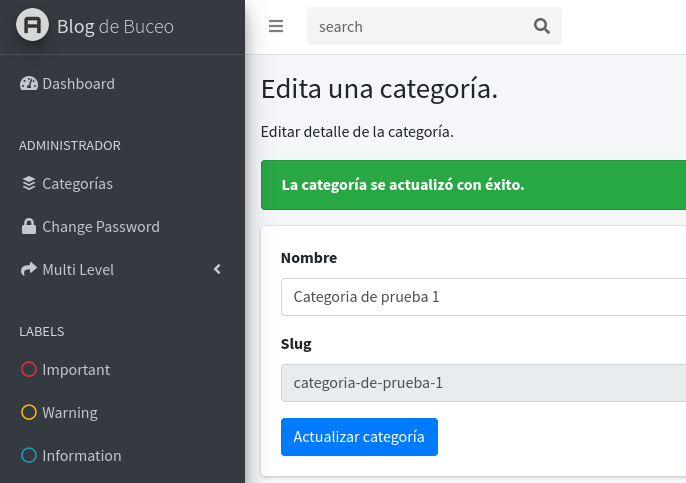 Blog de Buceo
search
Dashboard
ADMINISTRADOR
Categorías
Change Password
Multi Level
LABELS
Important
Warning
Information
Edita una categoría.
Editar detalle de la categoría.
La categoría se actualizó con éxito.
Nombre
Categoria de prueba 1
Slug
categoria-de-prueba-1
Actualizar categoría